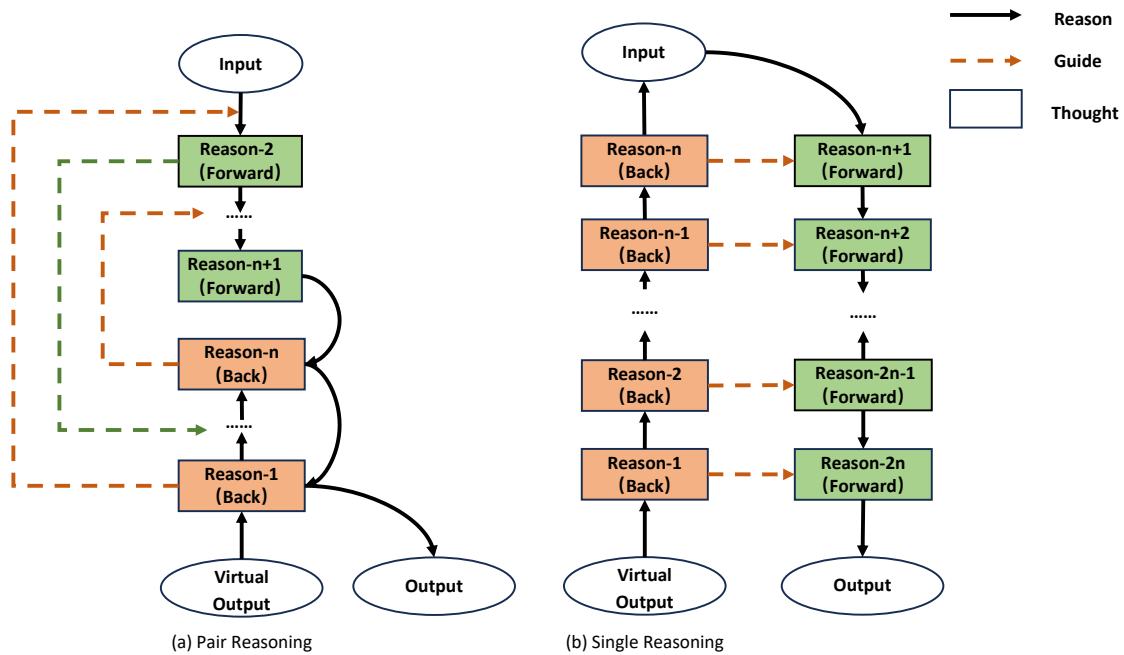 Input
Reason-2
(Forward)
......
Reason-n+1
(Forward)
Reason-n
(Back)
......
Reason-1
(Back)
Virtual
Output
Output
(a) Pair Reasoning
Input
Reason-n
(Back)
Reason-n+1
(Forward)
Reason-n-1
(Back)
Reason-n+2
(Forward)
......
......
Reason-2
(Back)
Reason-2n-1
(Forward)
Reason-1
(Back)
Reason-2n
(Forward)
Virtual
Output
Output
(b) Single Reasoning
Reason
Guide
Thought